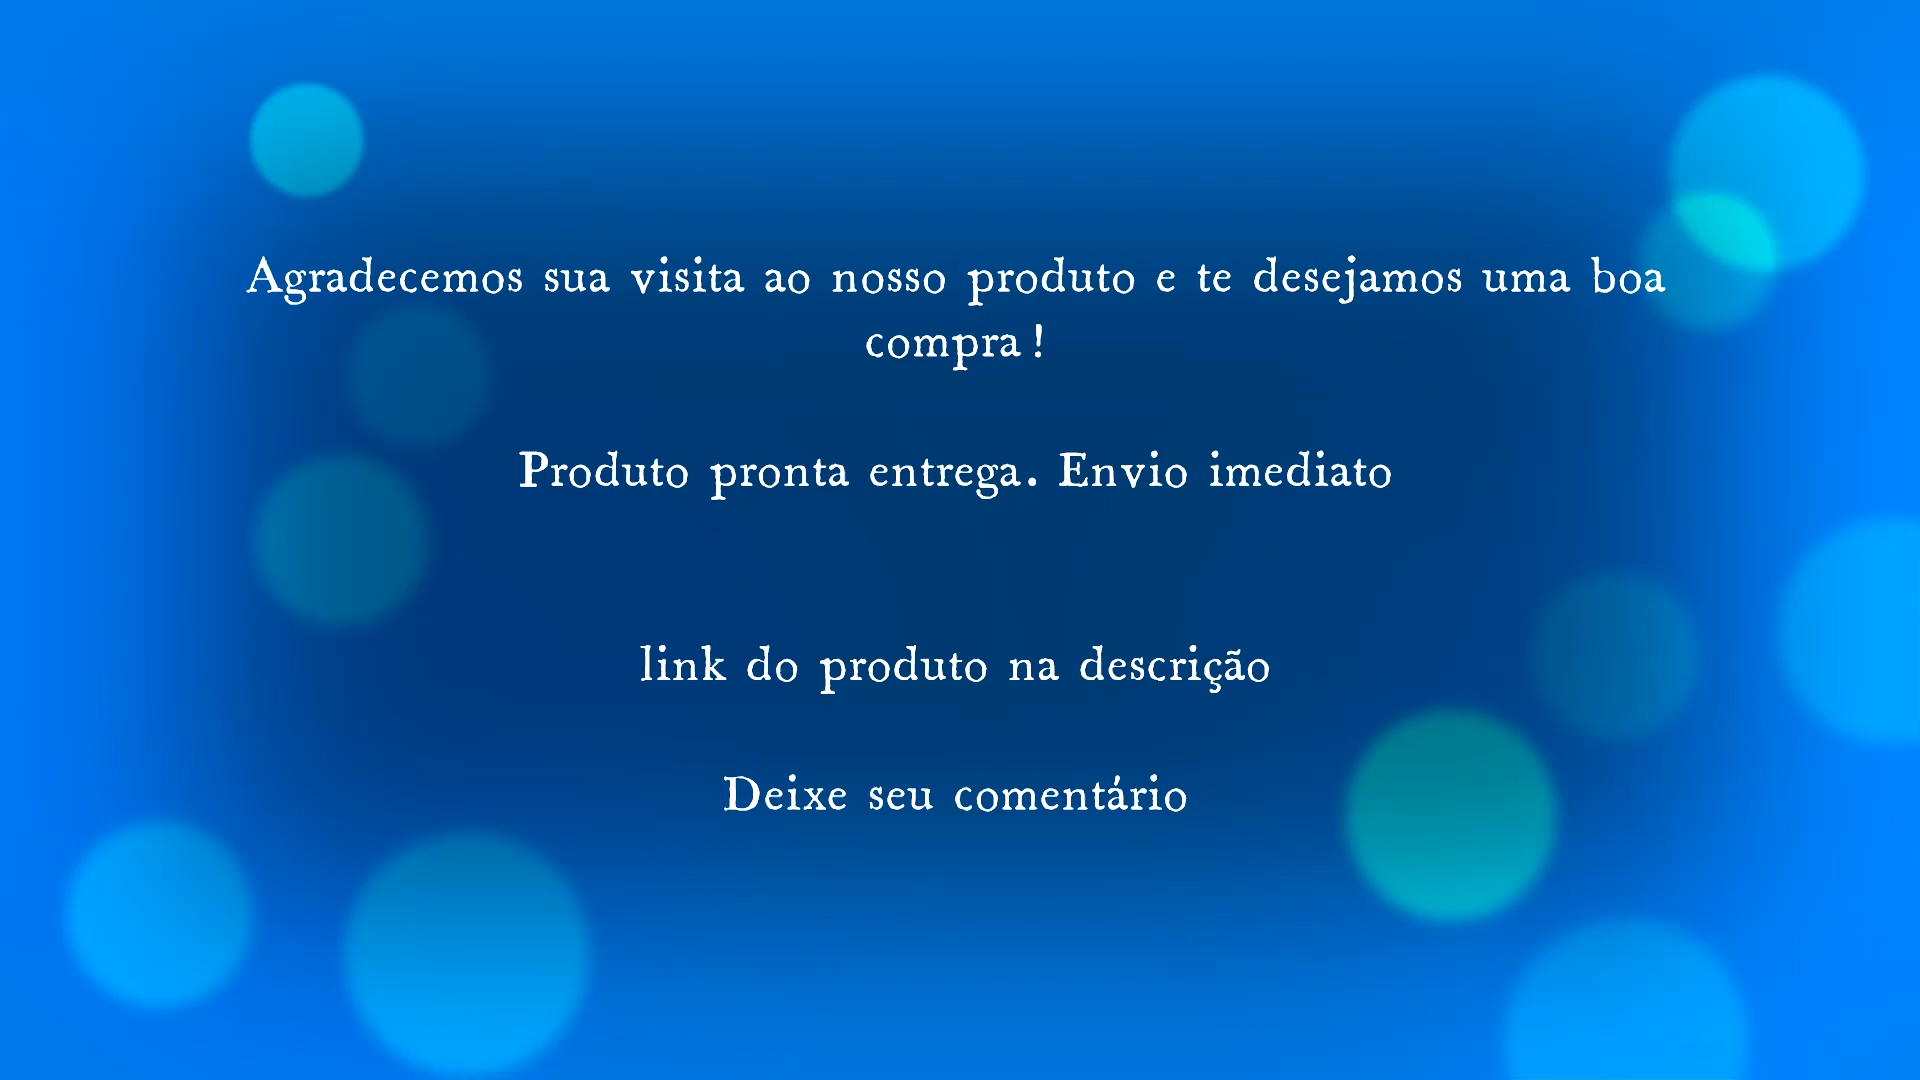 Agradecemos sua visita ao nosso produto e te desejamos uma boa
compra!
Produto pronta entrega. Envio imediato
link do produto na descrição
Deixe seu comentário